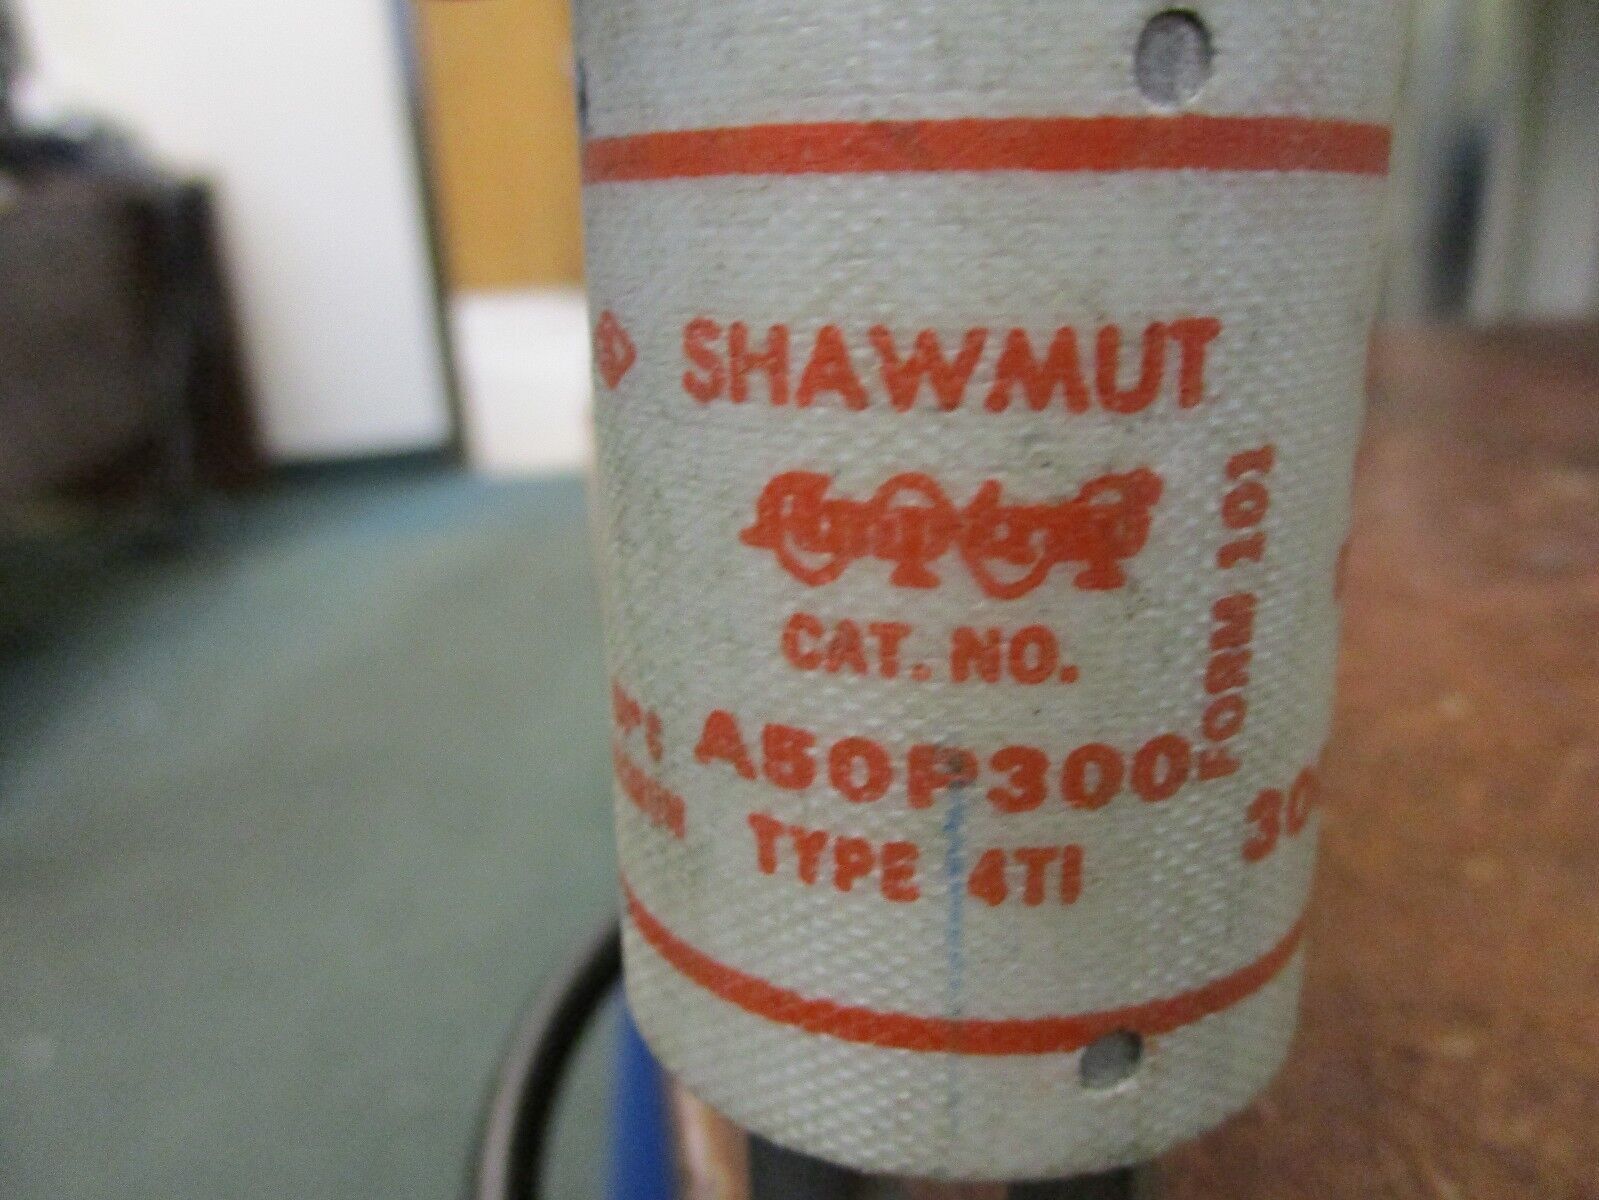 SHAWMUT
CAT. NO.
A50P300
TYPE 4TI
FORM 101